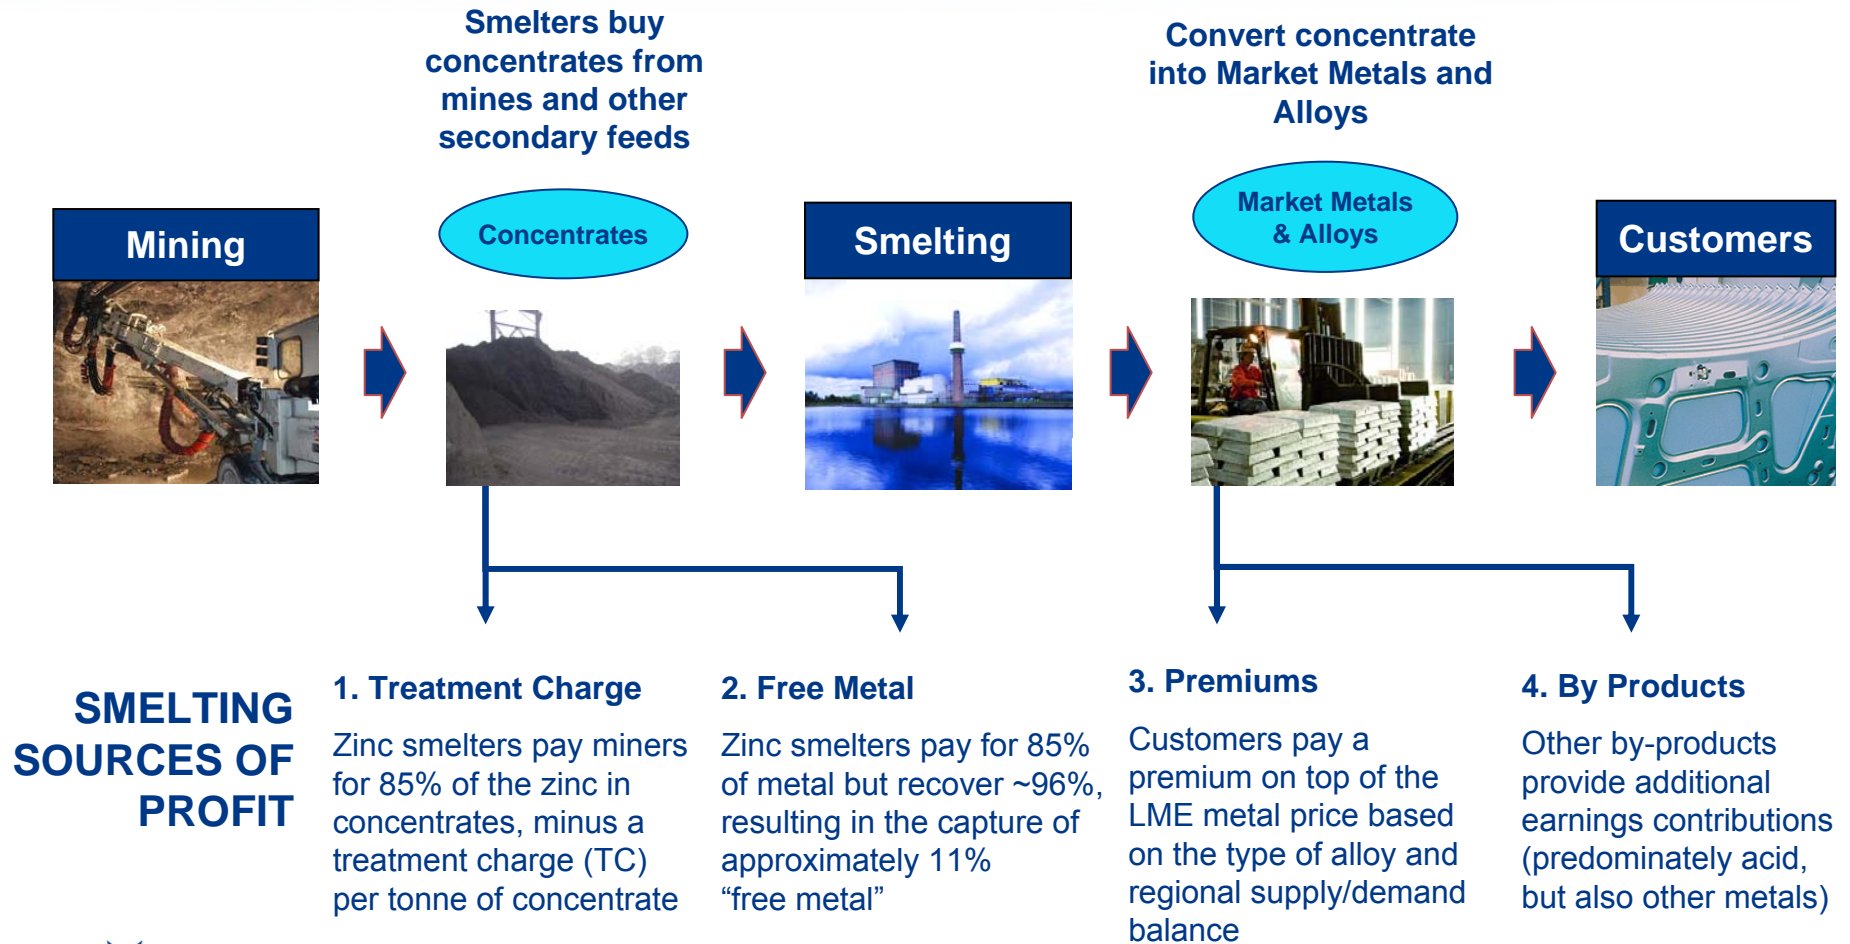 Smelters buy
concentrates from
mines and other
secondary feeds
Convert concentrate
into Market Metals and
Alloys
Mining
Concentrates
Smelting
Market Metals
& Alloys
Customers
SMELTING
SOURCES OF
PROFIT
1. Treatment Charge
Zinc smelters pay miners
for 85% of the zinc in
concentrates, minus a
treatment charge (TC)
per tonne of concentrate
2. Free Metal
Zinc smelters pay for 85%
of metal but recover ~96%,
resulting in the capture of
approximately 11%
“free metal”
3. Premiums
Customers pay a
premium on top of the
LME metal price based
on the type of alloy and
regional supply/demand
balance
4. By Products
Other by-products
provide additional
earnings contributions
(predominately acid,
but also other metals)